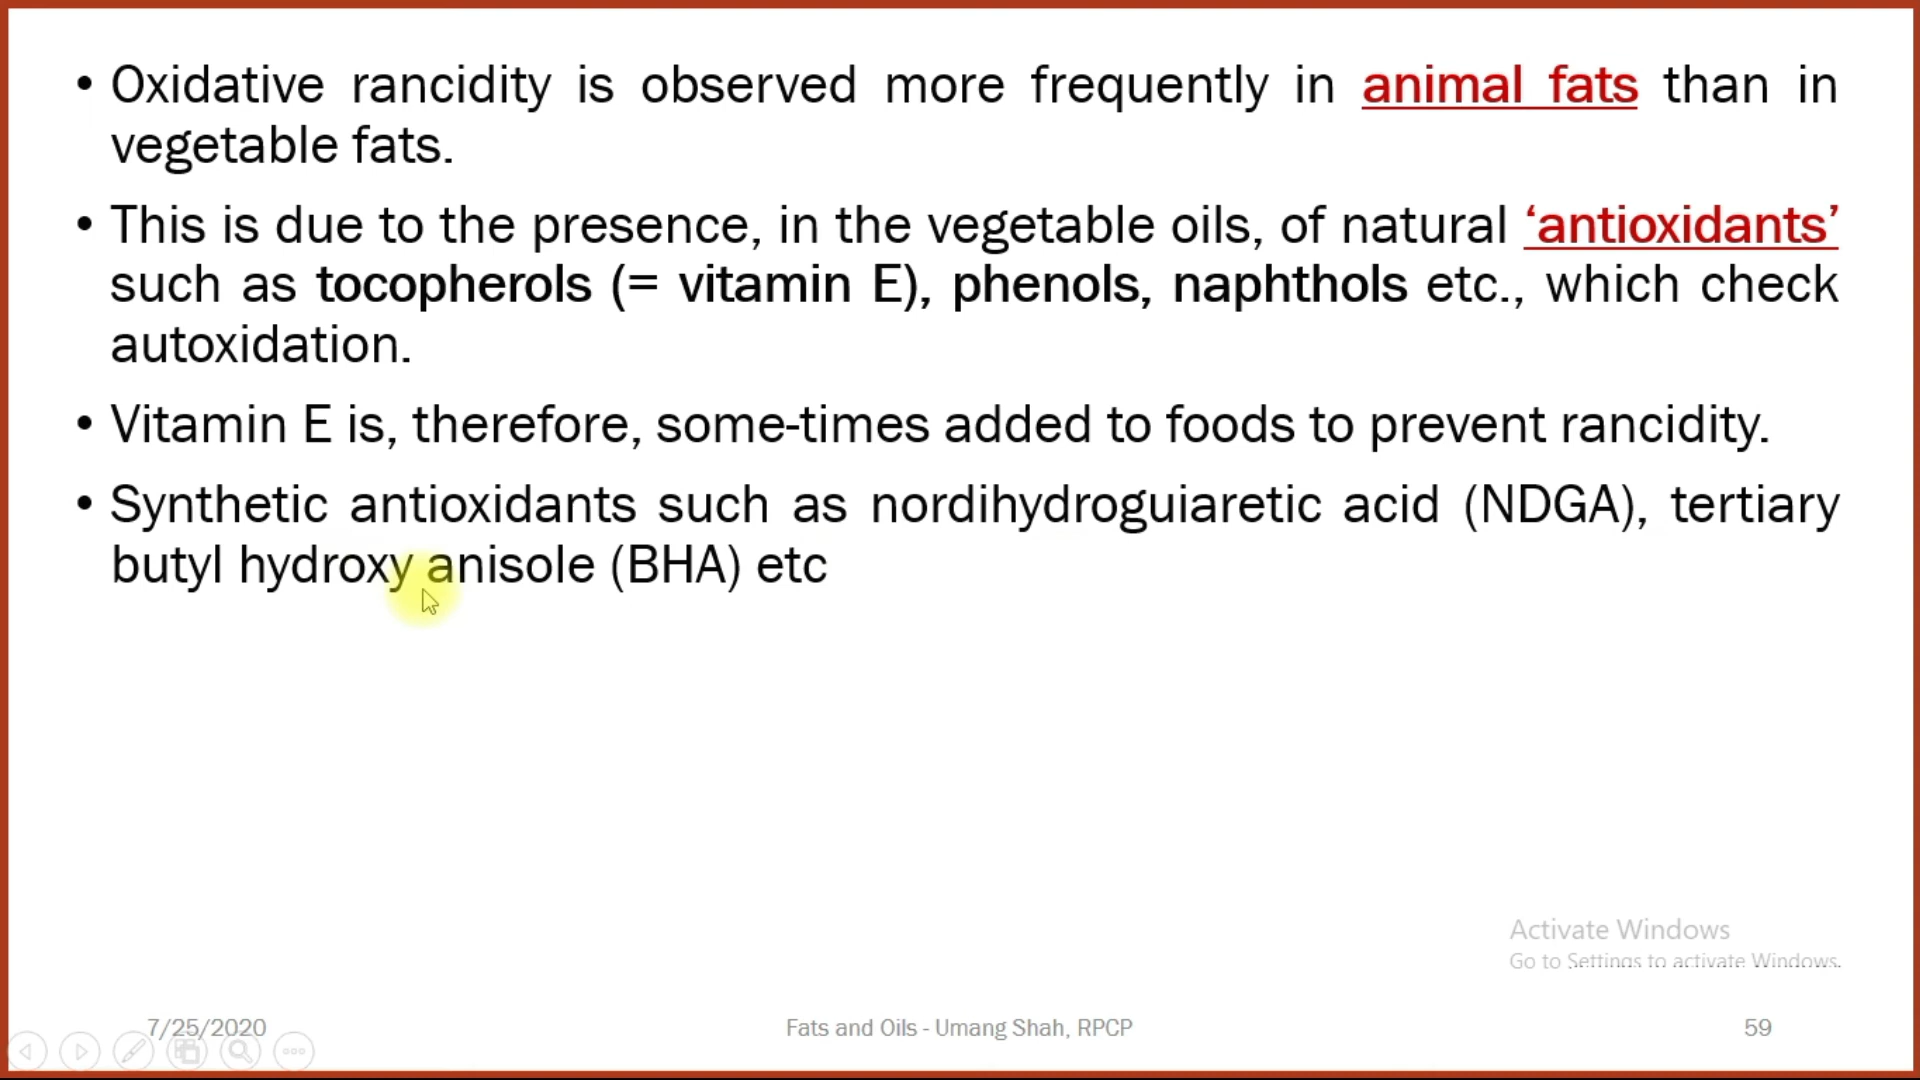 • Oxidative rancidity is observed more frequently in animal fats than in
vegetable fats.
• This is due to the presence, in the vegetable oils, of natural ‘antioxidants’
such as tocopherols (= vitamin E), phenols, naphthols etc., which check
autoxidation.
• Vitamin E is, therefore, some-times added to foods to prevent rancidity.
• Synthetic antioxidants such as nordihydroguiaretic acid (NDGA), tertiary
butyl hydroxy anisole (BHA) etc
Activate Windows
Go to Settings to activate Windows.
7/25/2020
Fats and Oils - Umang Shah, RPCP
59